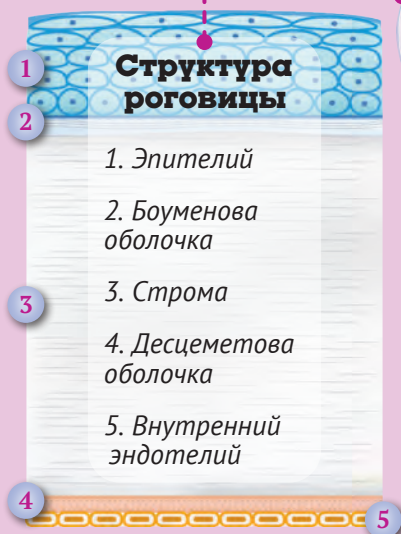 Структура
роговицы
1
2
3
4
5
1. Эпителий
2. Боуменова
оболочка
3. Строма
4. Десцеметова
оболочка
5. Внутренний
эндотелий